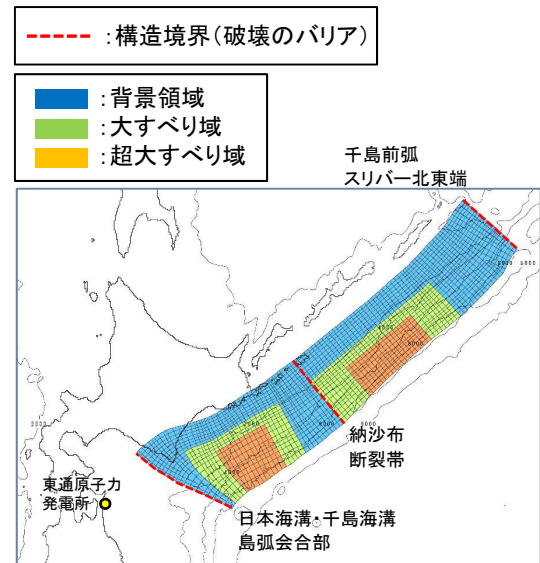 :構造境界(破壊のバリア)
:背景領域
:大すべり域
:超大すべり域
千島前弧
スリバー北東端
納沙布
断裂帯
東通原子力
発電所
日本海溝・千島海溝
島弧会合部